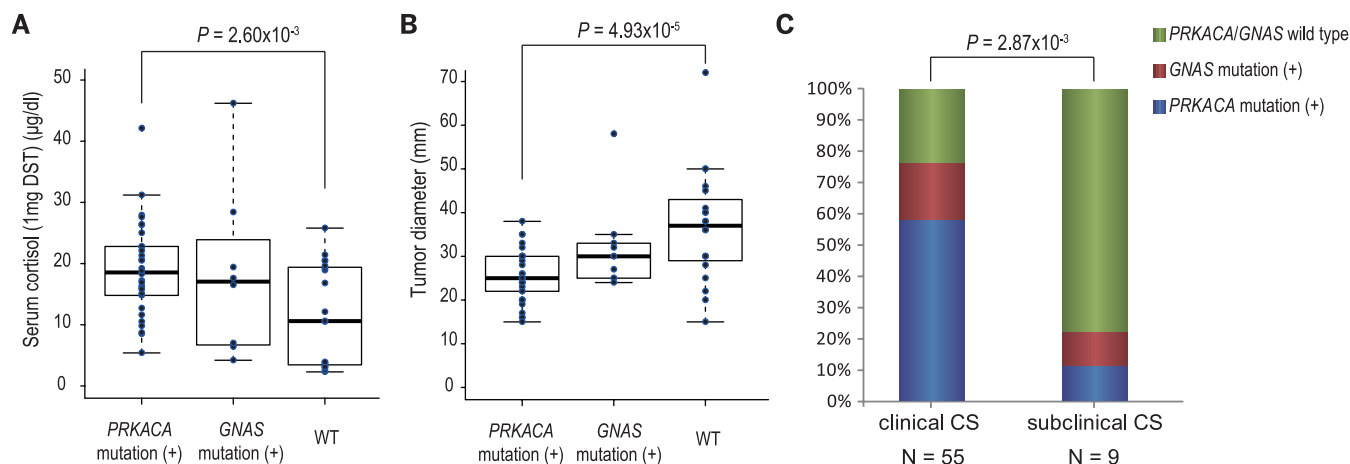 A
P = 2.60x10⁻³
Serum cortisol (1mg DST) (µg/dl)
50
40
30
20
10
0
PRKACA
mutation (+)
GNAS
mutation (+)
WT
B
P = 4.93x10⁻⁵
Tumor diameter (mm)
70
60
50
40
30
20
10
0
PRKACA
mutation (+)
GNAS
mutation (+)
WT
C
P = 2.87x10⁻³
100%
90%
80%
70%
60%
50%
40%
30%
20%
10%
0%
clinical CS
N = 55
subclinical CS
N = 9
PRKACA/GNAS wild type
GNAS mutation (+)
PRKACA mutation (+)